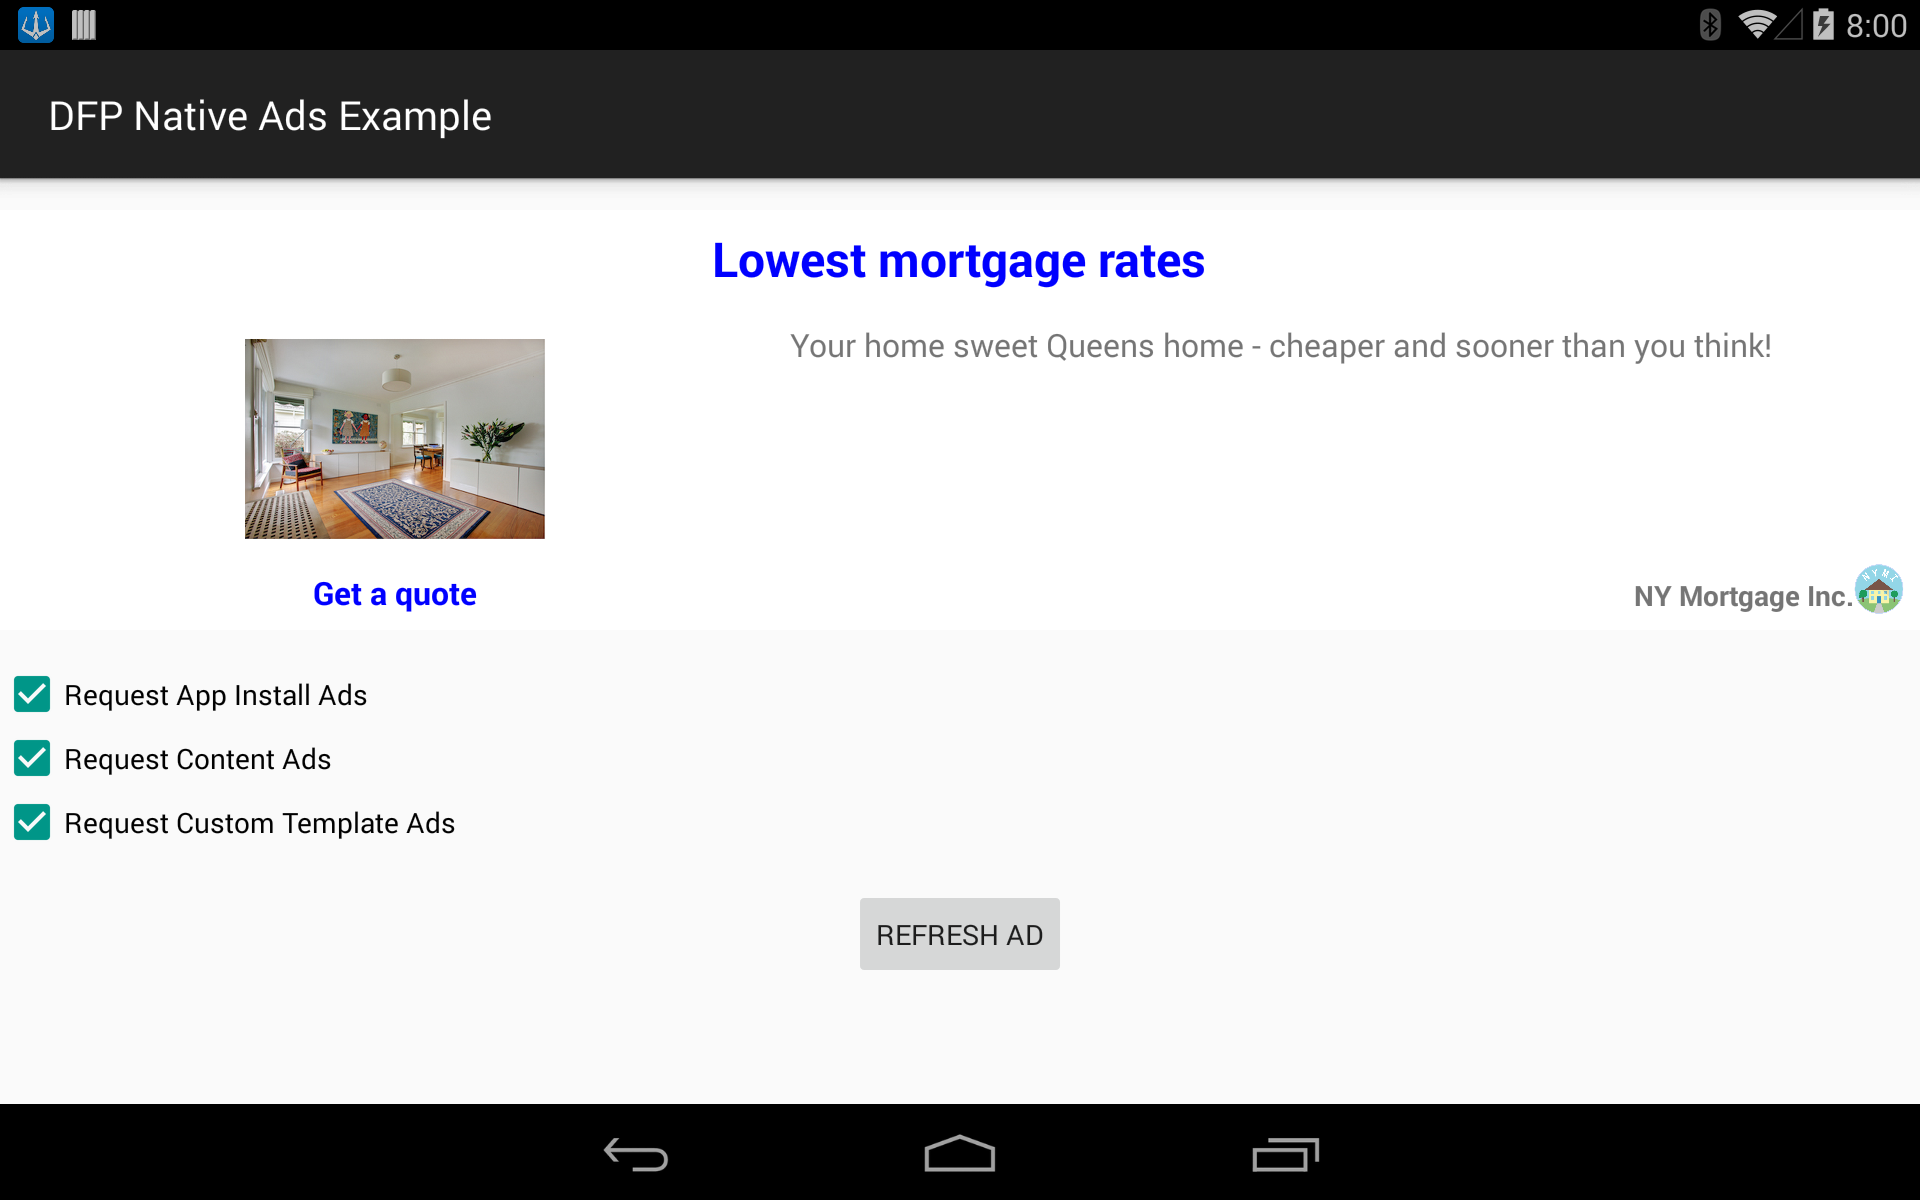 8:00
DFP Native Ads Example
Lowest mortgage rates
Your home sweet Queens home - cheaper and sooner than you think!
Get a quote
NY Mortgage Inc.
NYMI
Request App Install Ads
Request Content Ads
Request Custom Template Ads
REFRESH AD